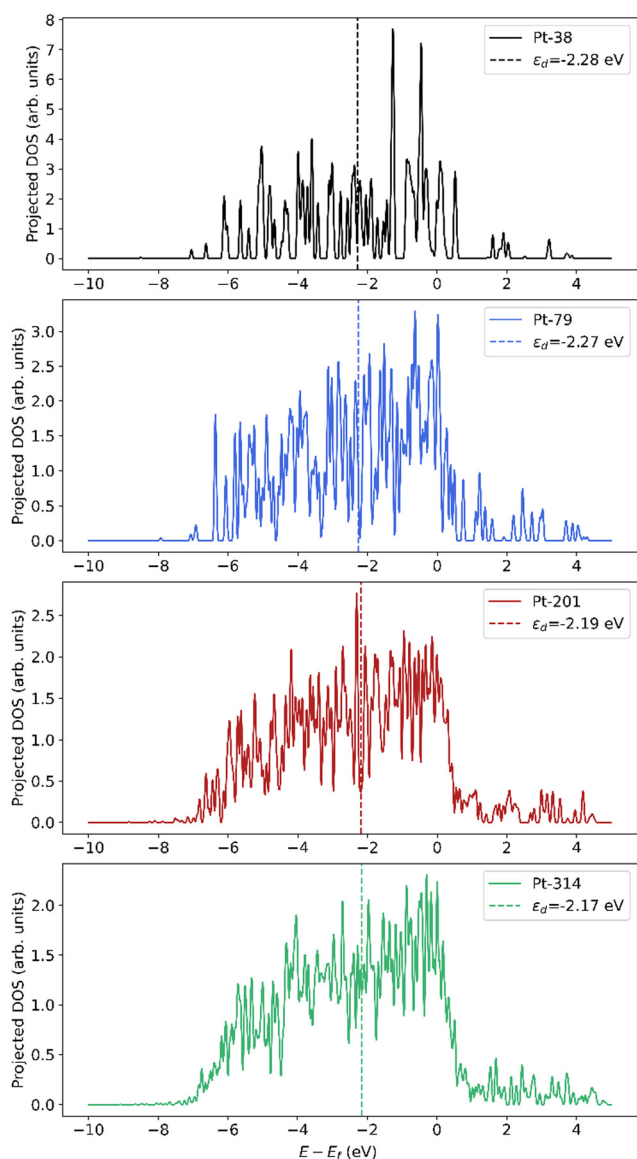 8
7
6
5
4
3
2
1
0
Projected DOS (arb. units)
Pt-38
εd=-2.28 eV
−10 −8 −6 −4 −2 0 2 4
3.0
2.5
2.0
1.5
1.0
0.5
0.0
Projected DOS (arb. units)
Pt-79
εd=-2.27 eV
−10 −8 −6 −4 −2 0 2 4
2.5
2.0
1.5
1.0
0.5
0.0
Projected DOS (arb. units)
Pt-201
εd=-2.19 eV
−10 −8 −6 −4 −2 0 2 4
2.0
1.5
1.0
0.5
0.0
Projected DOS (arb. units)
Pt-314
εd=-2.17 eV
−10 −8 −6 −4 −2 0 2 4
E − Ef (eV)